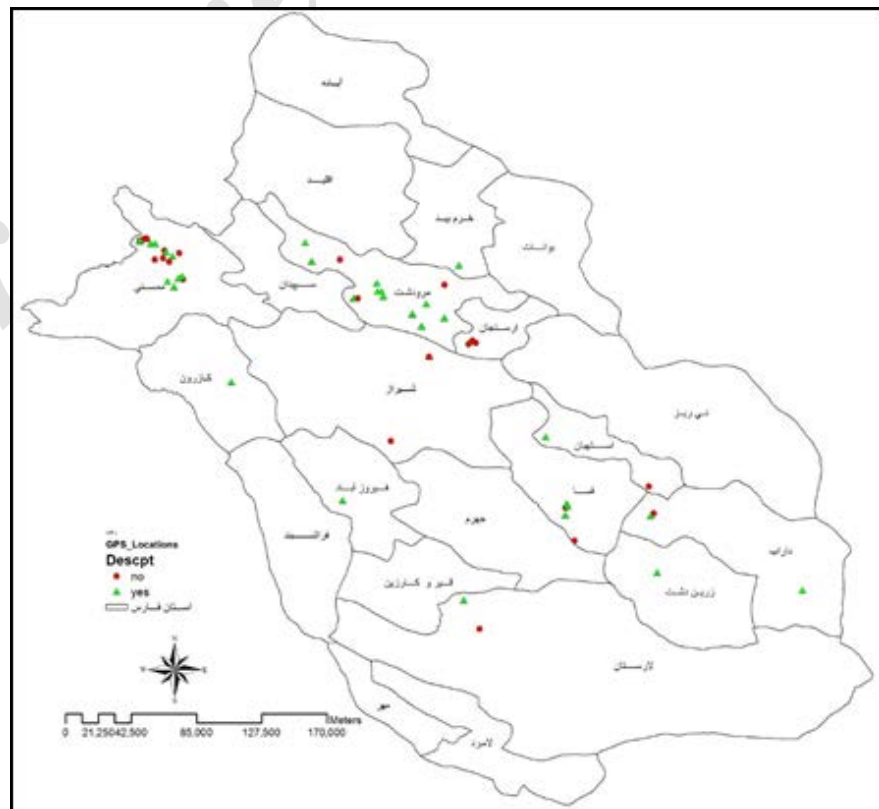 آباده
اقلید
خرم بید
بوانات
سپیدان
مرودشت
ممسنی
ارسنجان
کازرون
شیراز
نی ریز
استهبان
فسا
فیروز آباد
جهرم
فراشبند
داراب
زرین دشت
قیر و کارزین
لارستان
مهر
لامرد
GPS_Locations
Descpt
no
yes
استان فارس
N
W
E
S
Meters
0 21,25042,500 85,000 127,500 170,000